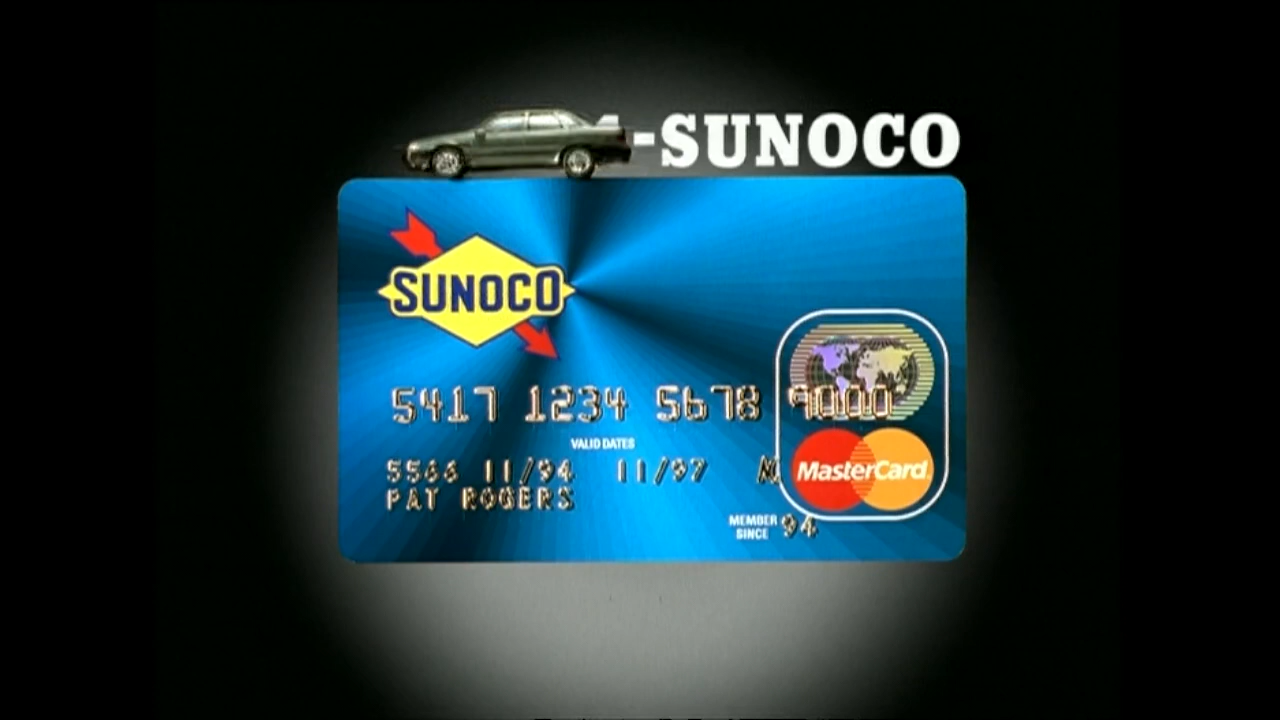 -SUNOCO
SUNOCO
5417 1234 5678 9000
VALID DATES
5566 11/94 11/97
PAT ROGERS
MasterCard
MEMBER SINCE 94